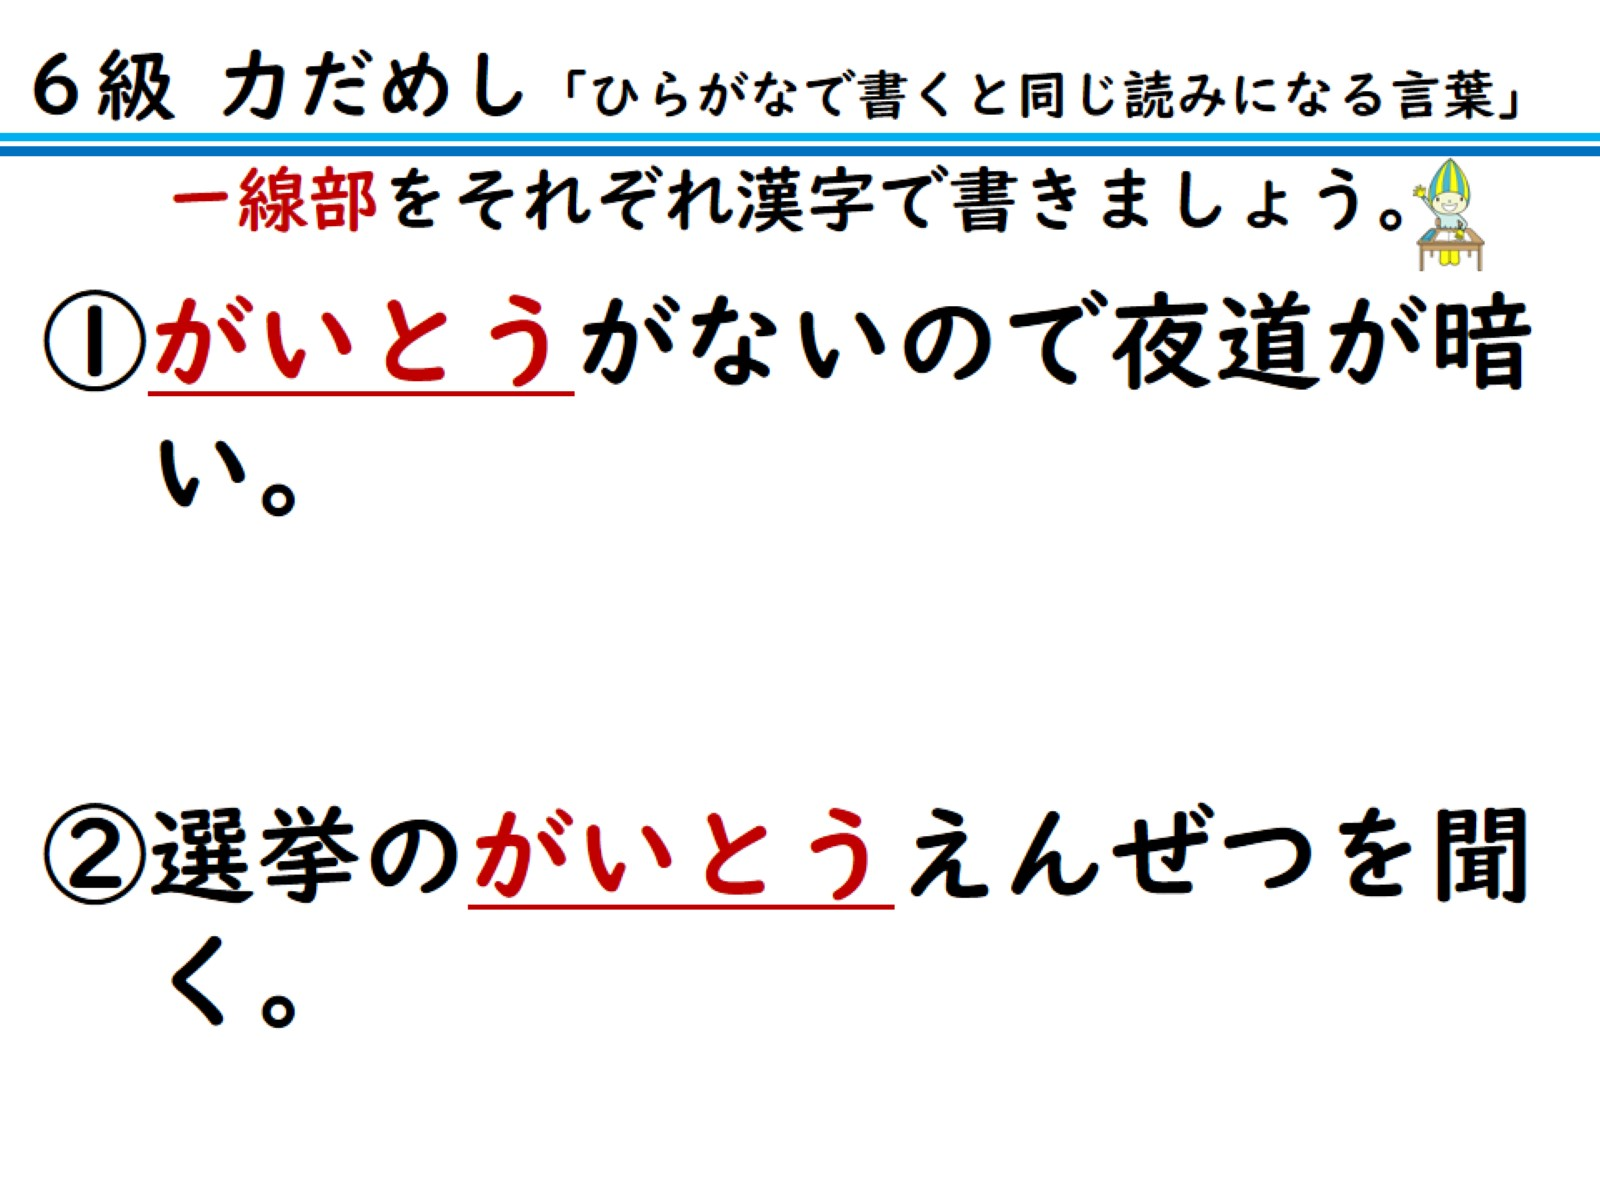 ６級 力だめし「ひらがなで書くと同じ読みになる言葉」
ー線部をそれぞれ漢字で書きましょう。
①がいとうがないので夜道が暗
い。
②選挙のがいとうえんぜつを聞
く。